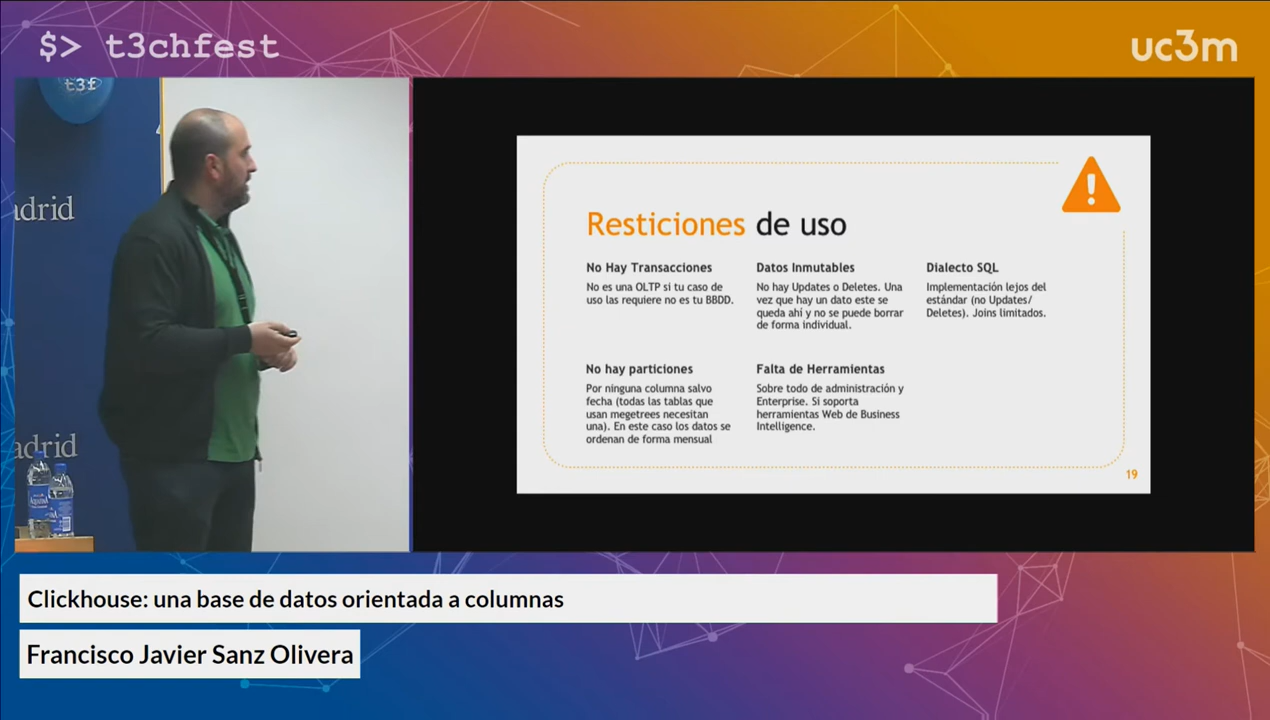 $> t3chfest
uc3m
t3f
adrid
adrid
Resticiones de uso
No Hay Transacciones
No es una OLTP si tu caso de
uso las requiere no es tu BBDD.
Datos Inmutables
No hay Updates o Deletes. Una
vez que hay un dato este se
queda ahí y no se puede borrar
de forma individual.
Dialecto SQL
Implementación lejos del
estándar (no Updates/
Deletes). Joins limitados.
No hay particiones
Por ninguna columna salvo
fecha (todas las tablas que
usan megetrees necesitan
una). En este caso los datos se
ordenan de forma mensual
Falta de Herramientas
Sobre todo de administración y
Enterprise. Si soporta
herramientas Web de Business
Intelligence.
19
Clickhouse: una base de datos orientada a columnas
Francisco Javier Sanz Olivera